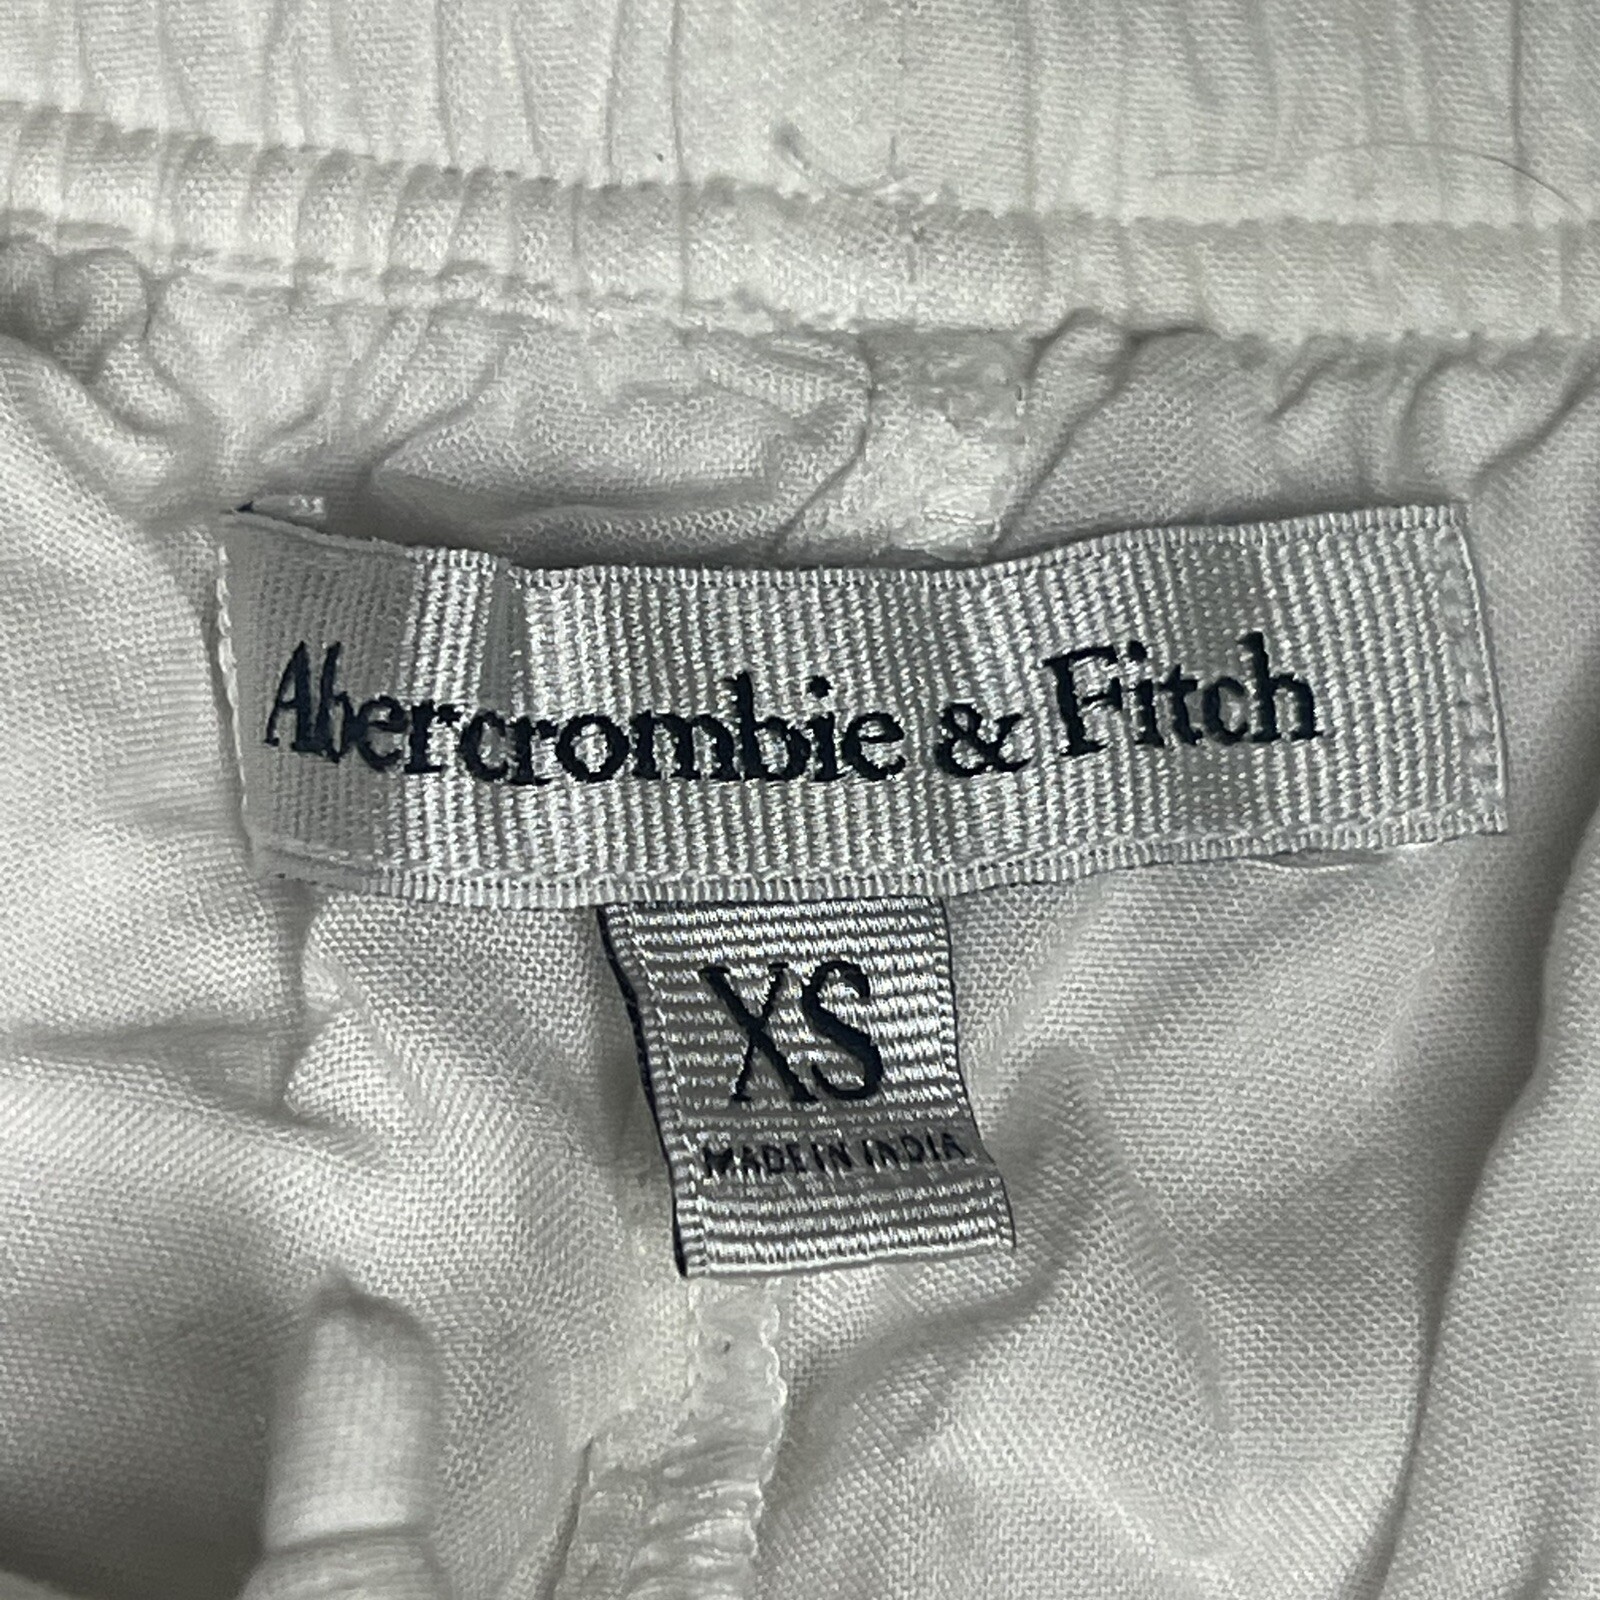 Abercrombie & Fitch
XS
MADE IN INDIA